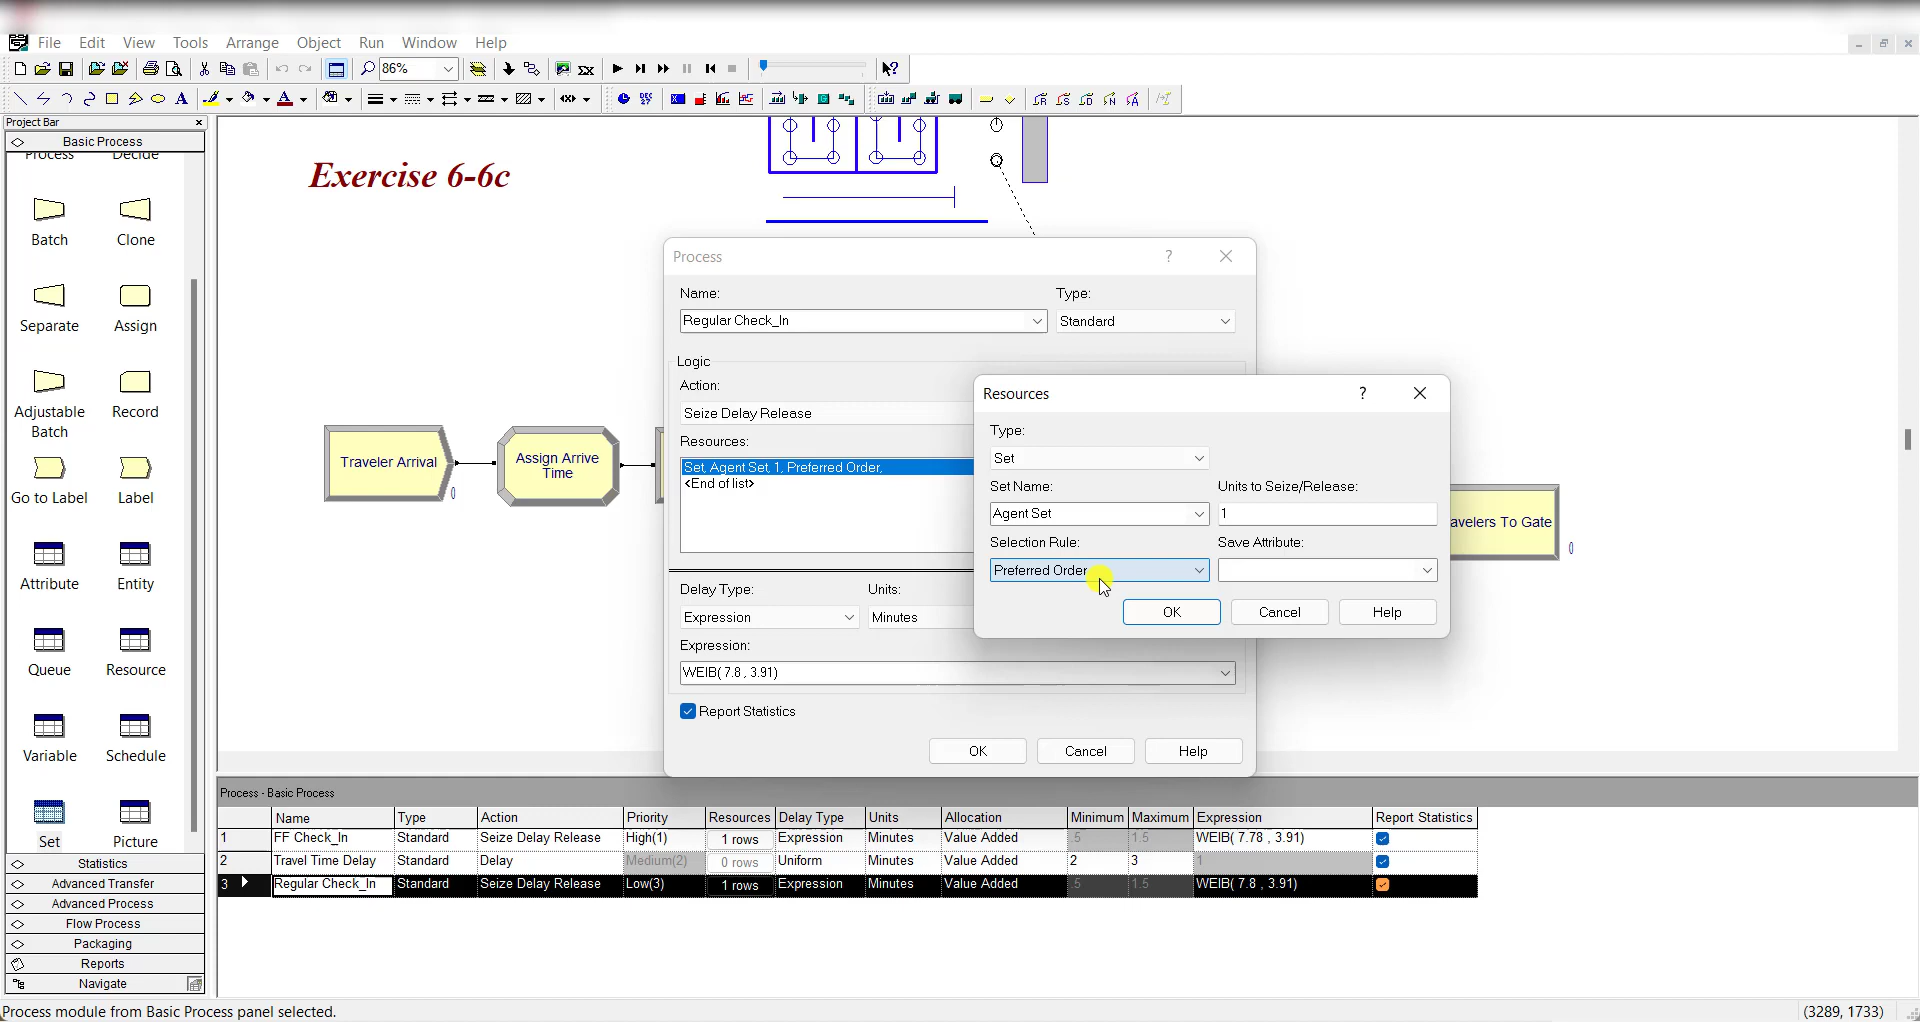 File Edit View Tools Arrange Object Run Window Help
86%
Project Bar
Basic Process
Process Decide
Batch Clone
Separate Assign
Adjustable Batch Record
Go to Label Label
Attribute Entity
Queue Resource
Variable Schedule
Set Picture
Statistics
Advanced Transfer
Advanced Process
Flow Process
Packaging
Reports
Navigate
Exercise 6-6c
Traveler Arrival
0
Assign Arrive
Time
avelers To Gate
0
Process
Name: Type:
Regular Check_In Standard
Logic
Action:
Seize Delay Release
Resources:
Set, Agent Set, 1, Preferred Order,
<End of list>
Delay Type: Units:
Expression Minutes
Expression:
WEIB( 7.8 , 3.91)
Report Statistics
OK Cancel Help
Resources
Type:
Set
Set Name: Units to Seize/Release:
Agent Set 1
Selection Rule: Save Attribute:
Preferred Order
OK Cancel Help
Process - Basic Process
Name Type Action Priority Resources Delay Type Units Allocation Minimum Maximum Expression Report Statistics
1 FF Check_In Standard Seize Delay Release High(1) 1 rows Expression Minutes Value Added .5 1.5 WEIB( 7.78 , 3.91)
2 Travel Time Delay Standard Delay Medium(2) 0 rows Uniform Minutes Value Added 2 3 1
3 Regular Check_In Standard Seize Delay Release Low(3) 1 rows Expression Minutes Value Added .5 1.5 WEIB( 7.8 , 3.91)
Process module from Basic Process panel selected.
(3289, 1733)